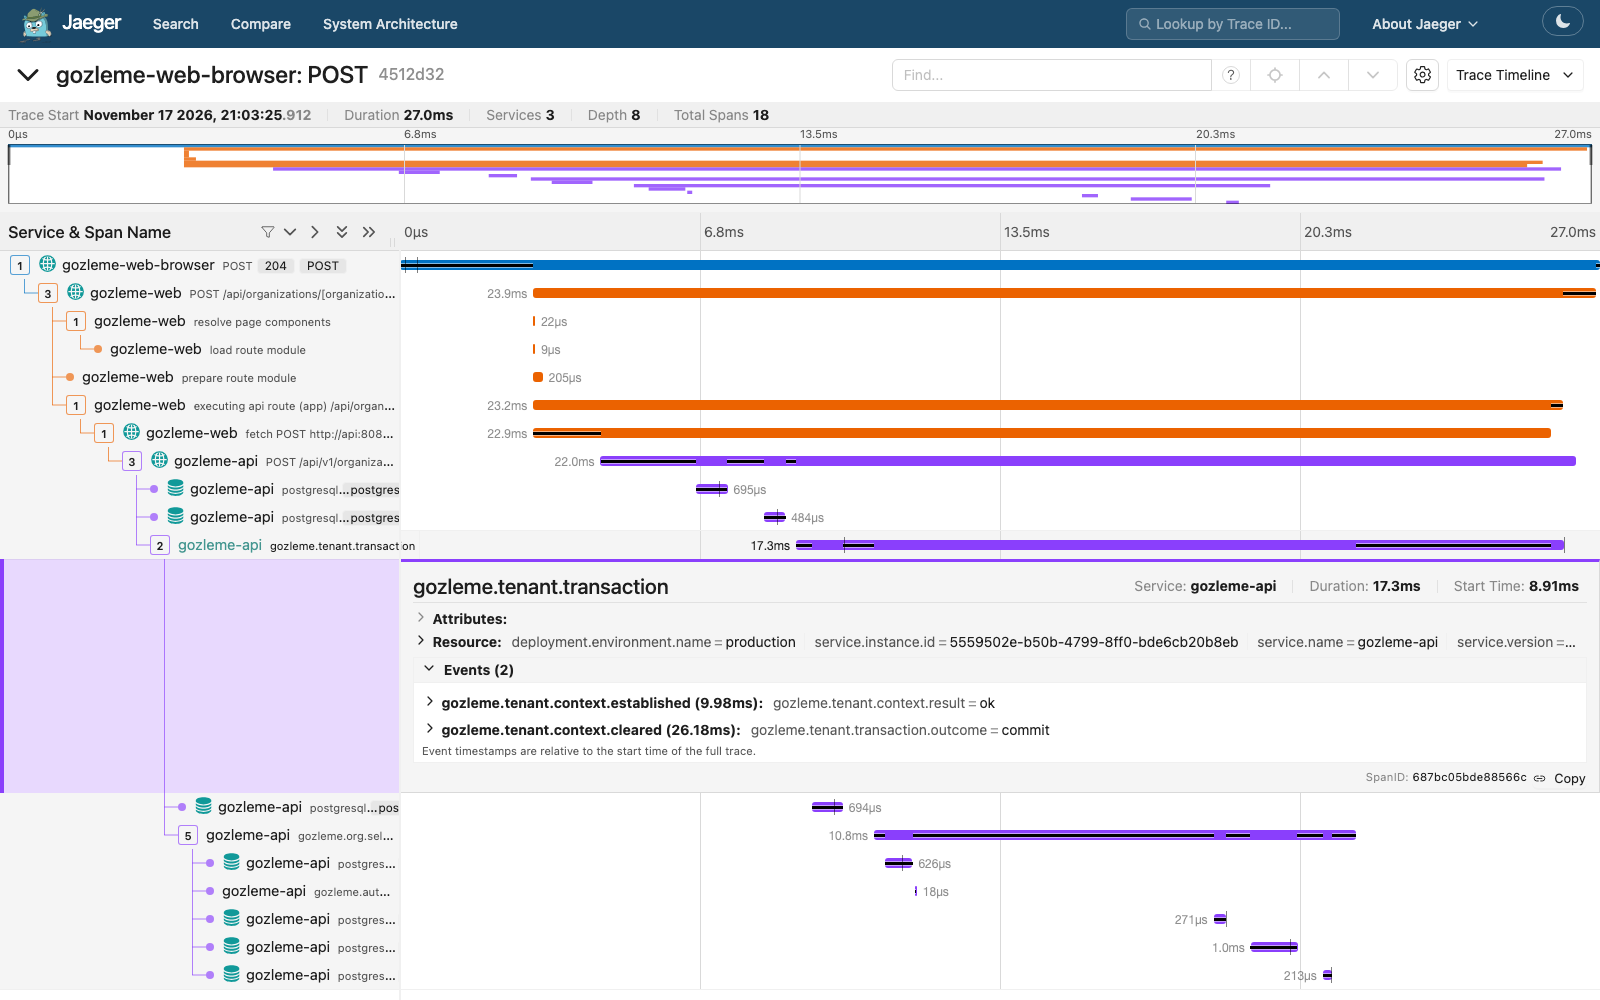 Jaeger Search Compare System Architecture Lookup by Trace ID... About Jaeger
gozleme-web-browser: POST 4512d32 Find... ? Trace Timeline
Trace Start November 17 2026, 21:03:25.912 Duration 27.0ms Services 3 Depth 8 Total Spans 18
0μs 6.8ms 13.5ms 20.3ms 27.0ms
Service & Span Name 0μs 6.8ms 13.5ms 20.3ms 27.0ms
1 gozleme-web-browser POST 204 POST
3 gozleme-web POST /api/organizations/[organizatio... 23.9ms
1 gozleme-web resolve page components 22μs
gozleme-web load route module 9μs
gozleme-web prepare route module 205μs
1 gozleme-web executing api route (app) /api/organ... 23.2ms
1 gozleme-web fetch POST http://api:808... 22.9ms
3 gozleme-api POST /api/v1/organiza... 22.0ms
gozleme-api postgresql...postgres 695μs
gozleme-api postgresql...postgres 484μs
2 gozleme-api gozleme.tenant.transaction 17.3ms
gozleme.tenant.transaction Service: gozleme-api Duration: 17.3ms Start Time: 8.91ms
Attributes:
Resource: deployment.environment.name = production service.instance.id = 5559502e-b50b-4799-8ff0-bde6cb20b8eb service.name = gozleme-api service.version =...
Events (2)
gozleme.tenant.context.established (9.98ms): gozleme.tenant.context.result = ok
gozleme.tenant.context.cleared (26.18ms): gozleme.tenant.transaction.outcome = commit
Event timestamps are relative to the start time of the full trace.
SpanID: 687bc05bde88566c Copy
gozleme-api postgresql...pos 694μs
5 gozleme-api gozleme.org.sel... 10.8ms
gozleme-api postgres... 626μs
gozleme-api gozleme.aut... 18μs
gozleme-api postgres... 271μs
gozleme-api postgres... 1.0ms
gozleme-api postgres... 213μs